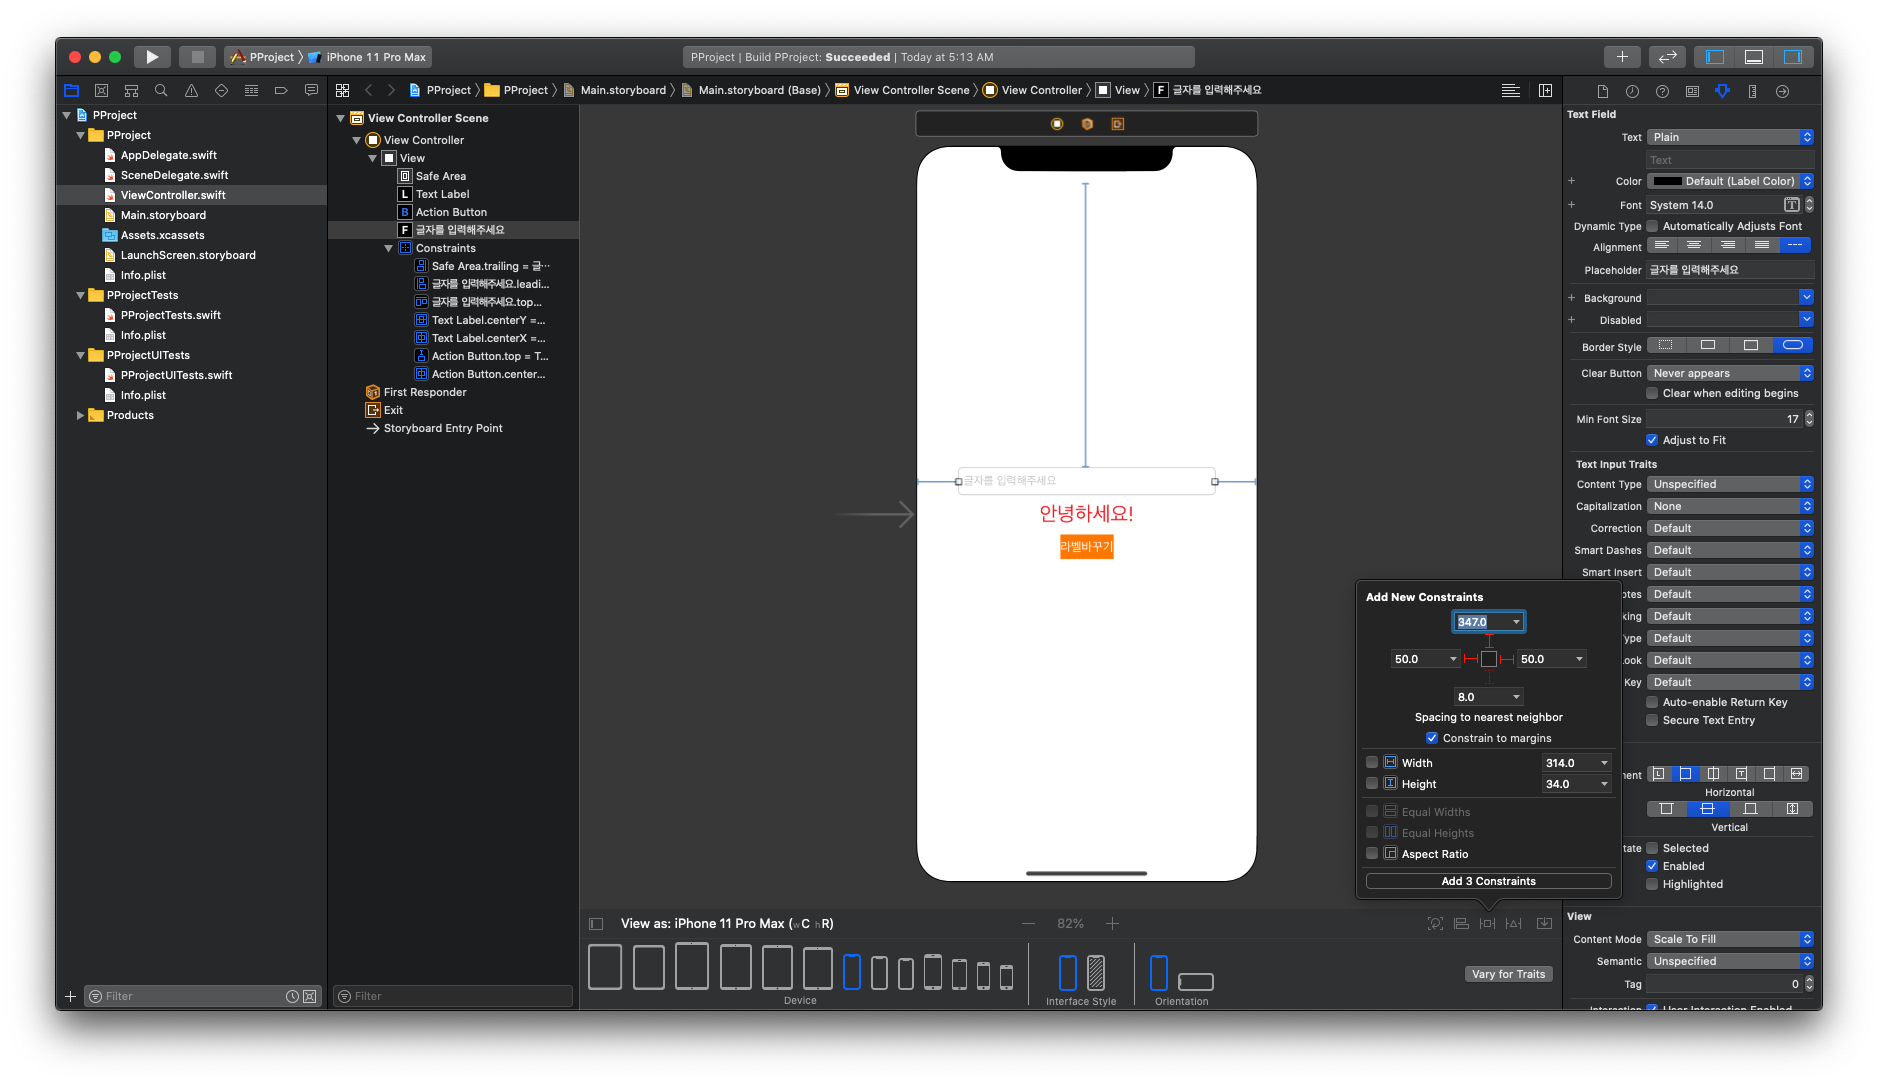 PProject
iPhone 11 Pro Max
PProject | Build PProject: Succeeded | Today at 5:13 AM
PProject
PProject
Main.storyboard
Main.storyboard (Base)
View Controller Scene
View Controller
View
F
글자를 입력해주세요
PProject
PProject
AppDelegate.swift
SceneDelegate.swift
ViewController.swift
Main.storyboard
Assets.xcassets
LaunchScreen.storyboard
Info.plist
PProjectTests
PProjectTests.swift
Info.plist
PProjectUITests
PProjectUITests.swift
Info.plist
Products
Filter
View Controller Scene
View Controller
View
Safe Area
L Text Label
B Action Button
F 글자를 입력해주세요
Constraints
Safe Area.trailing = 글…
글자를 입력해주세요.leadi...
글자를 입력해주세요.top...
Text Label.centerY =...
Text Label.centerX =...
Action Button.top = T...
Action Button.center...
First Responder
Exit
Storyboard Entry Point
Filter
글자를 입력해주세요
안녕하세요!
라벨바꾸기
View as: iPhone 11 Pro Max (wC hR)
82%
Device
Interface Style
Orientation
Vary for Traits
Add New Constraints
347.0
50.0
50.0
8.0
Spacing to nearest neighbor
Constrain to margins
Width 314.0
Height 34.0
Equal Widths
Equal Heights
Aspect Ratio
Add 3 Constraints
Text Field
Text Plain
Text
Color Default (Label Color)
Font System 14.0
Dynamic Type Automatically Adjusts Font
Alignment
Placeholder 글자를 입력해주세요
Background
Disabled
Border Style
Clear Button Never appears
Clear when editing begins
Min Font Size 17
Adjust to Fit
Text Input Traits
Content Type Unspecified
Capitalization None
Correction Default
Smart Dashes Default
Smart Insert Default
otes Default
king Default
ype Default
ook Default
Key Default
Auto-enable Return Key
Secure Text Entry
nent
Horizontal
Vertical
tate Selected
Enabled
Highlighted
View
Content Mode Scale To Fill
Semantic Unspecified
Tag 0
Interaction User Interaction Enabled